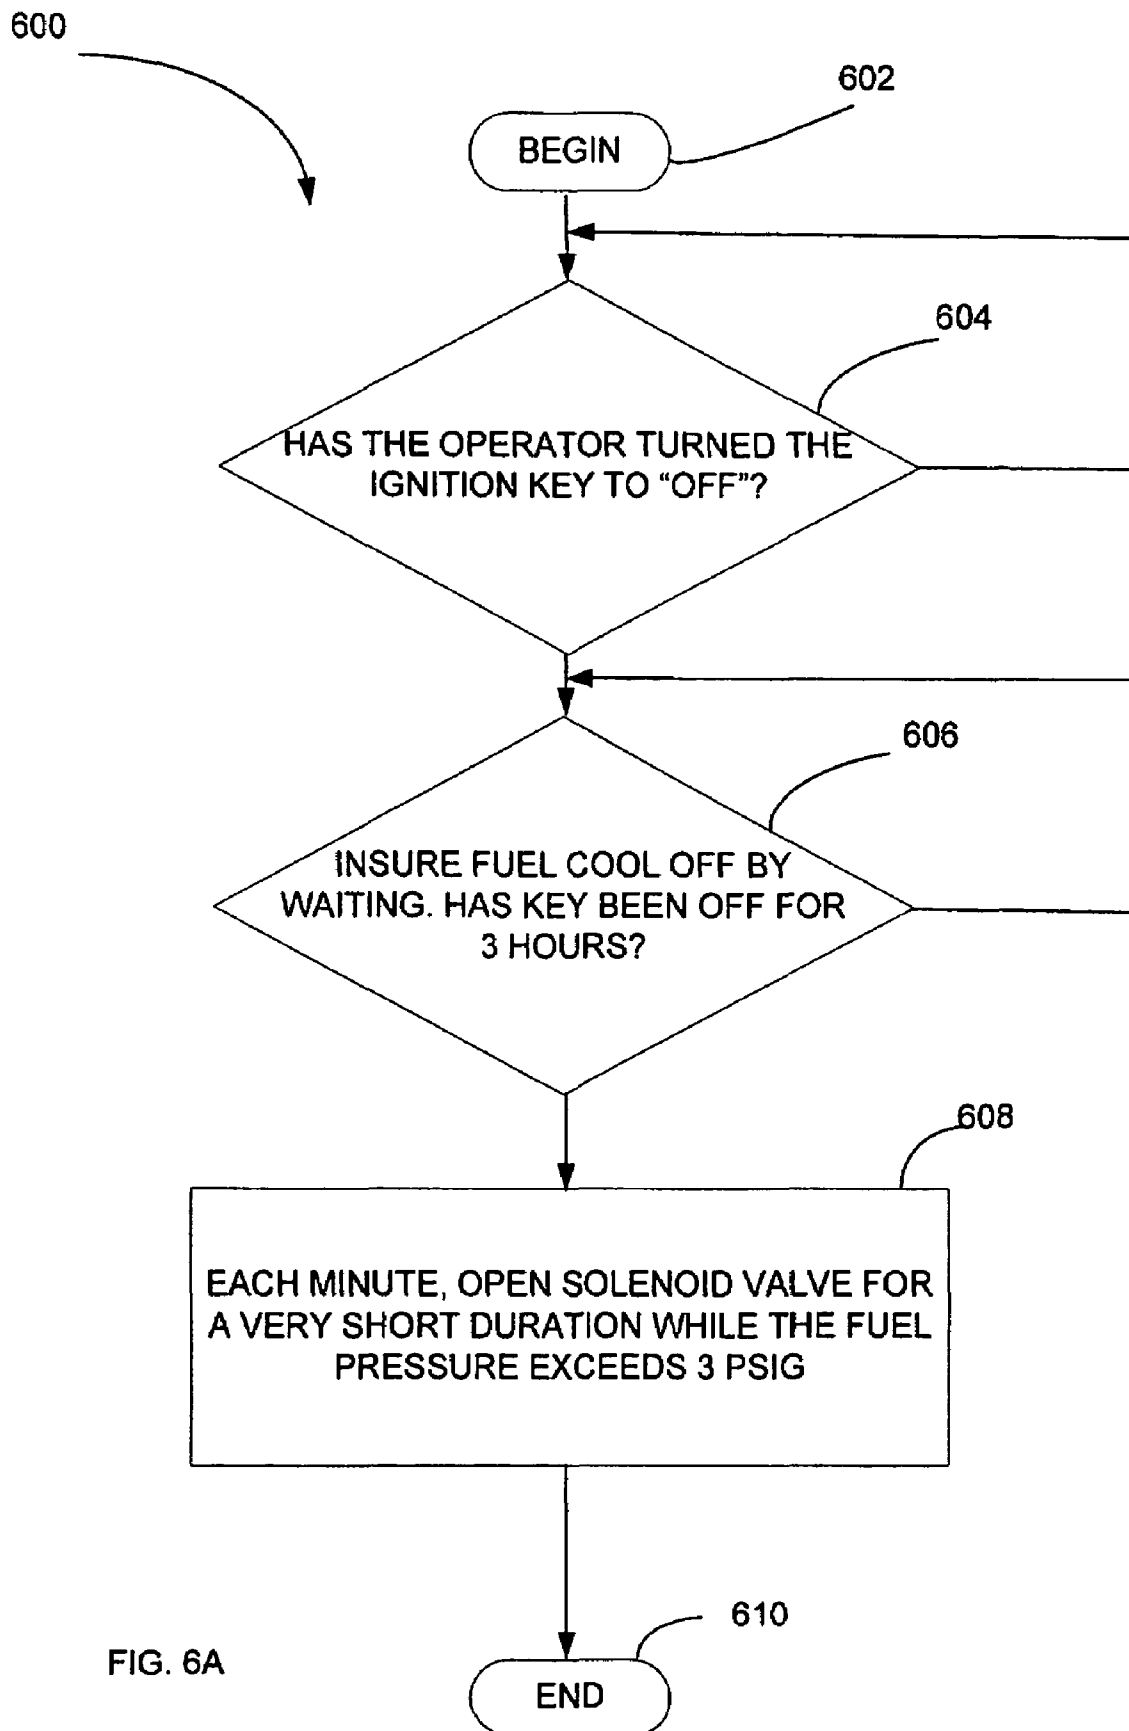 600
602
BEGIN
604
HAS THE OPERATOR TURNED THE
IGNITION KEY TO “OFF”?
606
INSURE FUEL COOL OFF BY
WAITING. HAS KEY BEEN OFF FOR
3 HOURS?
608
EACH MINUTE, OPEN SOLENOID VALVE FOR
A VERY SHORT DURATION WHILE THE FUEL
PRESSURE EXCEEDS 3 PSIG
610
FIG. 6A
END